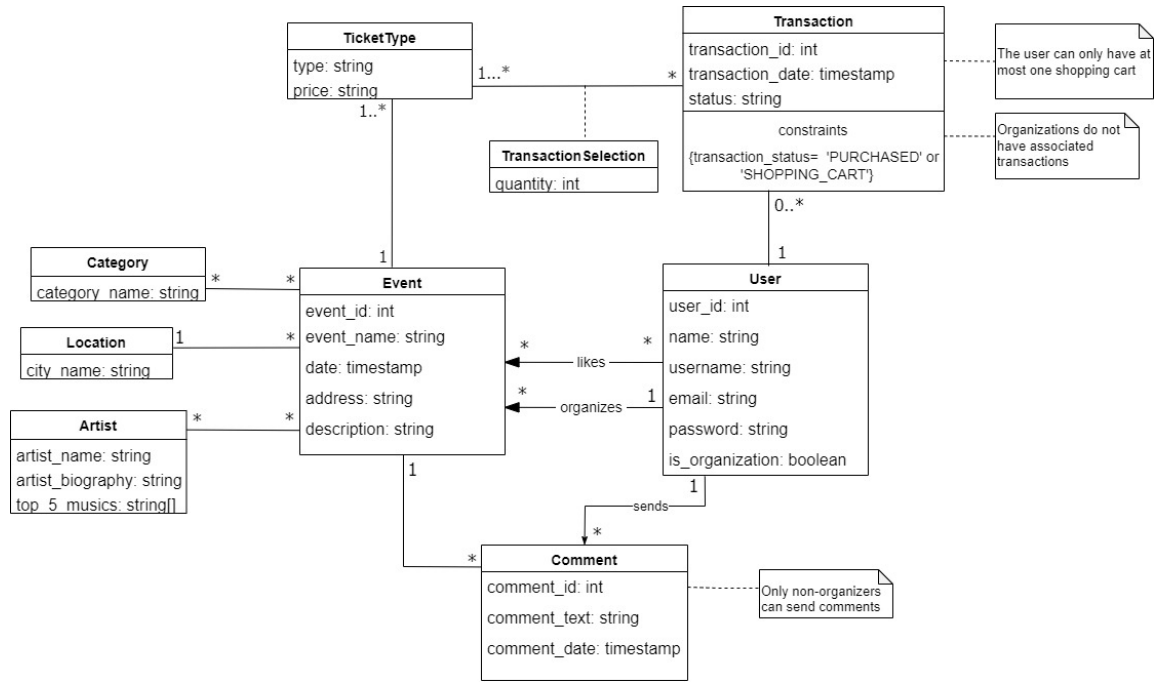 TicketType
type: string
price: string
Transaction
transaction_id: int
transaction_date: timestamp
status: string
constraints
{transaction_status=  'PURCHASED' or
'SHOPPING_CART'}
The user can only have at
most one shopping cart
Organizations do not
have associated
transactions
1...*
*
1..*
TransactionSelection
quantity: int
0..*
1
1
Category
category_name: string
*
*
Location
city_name: string
1
*
Artist
artist_name: string
artist_biography: string
top_5_musics: string[]
*
*
Event
event_id: int
event_name: string
date: timestamp
address: string
description: string
*
likes
*
*
organizes
1
User
user_id: int
name: string
username: string
email: string
password: string
is_organization: boolean
1
1
sends
*
*
Comment
comment_id: int
comment_text: string
comment_date: timestamp
Only non-organizers
can send comments